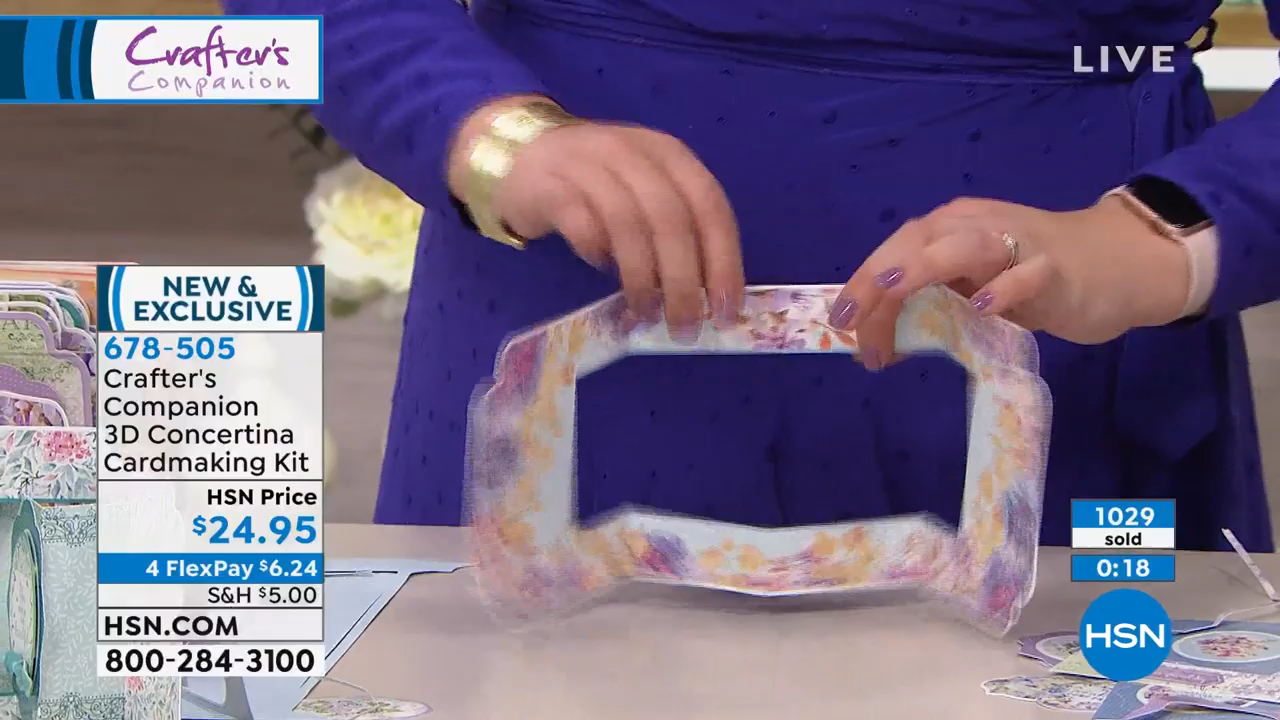 Crafter's
Companion
LIVE
NEW &
EXCLUSIVE
678-505
Crafter's
Companion
3D Concertina
Cardmaking Kit
HSN Price
$24.95
4 FlexPay $6.24
S&H $5.00
HSN.COM
800-284-3100
1029
sold
0:18
HSN